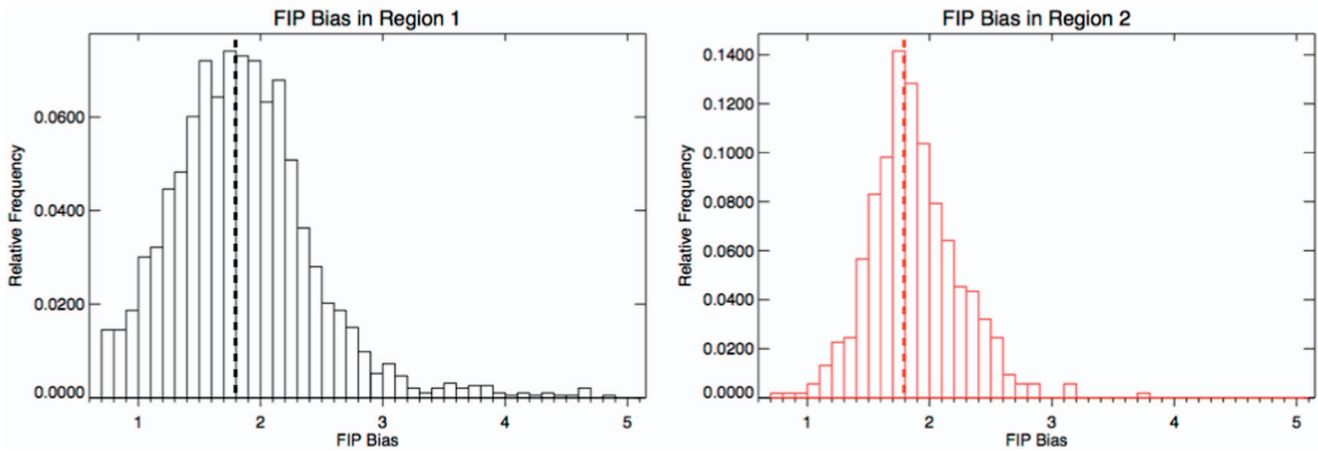 FIP Bias in Region 1
Relative Frequency
0.0600
0.0400
0.0200
0.0000
1 2 3 4 5
FIP Bias
FIP Bias in Region 2
Relative Frequency
0.1400
0.1200
0.1000
0.0800
0.0600
0.0400
0.0200
0.0000
1 2 3 4 5
FIP Bias